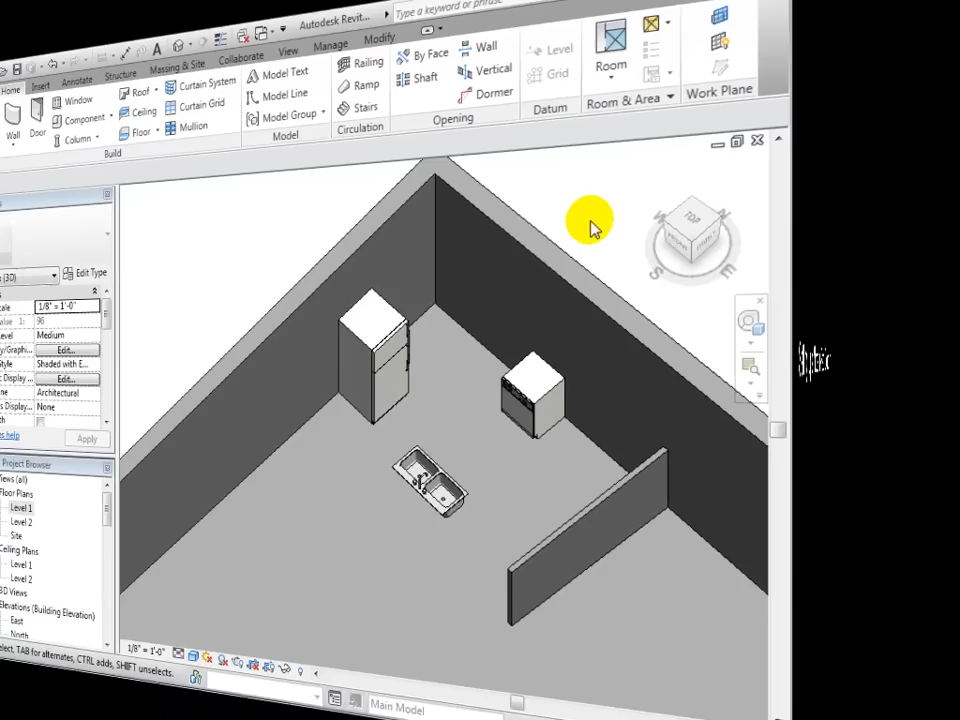 Autodesk Revit...
Type a keyword or phrase
Home
Insert
Annotate
Structure
Massing & Site
Collaborate
View
Manage
Modify
Wall
Door
Window
Component
Column
Roof
Ceiling
Floor
Curtain System
Curtain Grid
Mullion
Build
Model Text
Model Line
Model Group
Model
Railing
Ramp
Stairs
Circulation
By Face
Shaft
Wall
Vertical
Dormer
Opening
Level
Grid
Datum
Room
Room & Area
Work Plane
(3D)
Edit Type
1/8" = 1'-0"
96
Medium
Edit...
Shaded with E...
Edit...
Architectural
None
Apply
Project Browser
Floor Plans
Level 1
Level 2
Site
Ceiling Plans
Level 1
Level 2
3D Views
Elevations (Building Elevation)
East
North
TOP
N
W
S
E
1/8" = 1'-0"
TAB for alternates, CTRL adds, SHIFT unselects.
Main Model